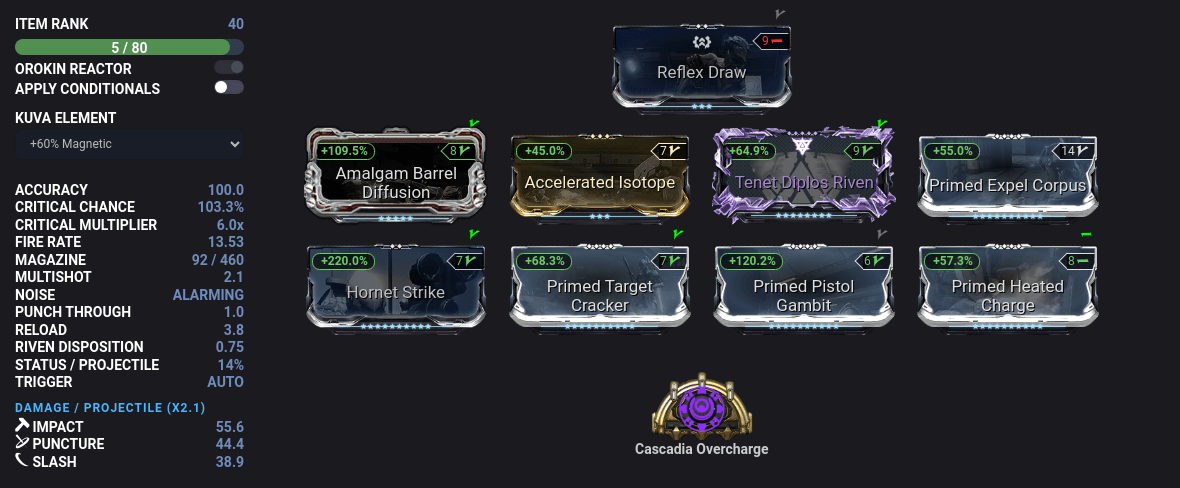 ITEM RANK 40
5 / 80
OROKIN REACTOR
APPLY CONDITIONALS
KUVA ELEMENT
+60% Magnetic
ACCURACY 100.0
CRITICAL CHANCE 103.3%
CRITICAL MULTIPLIER 6.0x
FIRE RATE 13.53
MAGAZINE 92 / 460
MULTISHOT 2.1
NOISE ALARMING
PUNCH THROUGH 1.0
RELOAD 3.8
RIVEN DISPOSITION 0.75
STATUS / PROJECTILE 14%
TRIGGER AUTO
DAMAGE / PROJECTILE (X2.1)
IMPACT 55.6
PUNCTURE 44.4
SLASH 38.9
9
Reflex Draw
+109.5% 8
Amalgam Barrel
Diffusion
+45.0% 7
Accelerated Isotope
+64.9% 9
Tenet Diplos Riven
+55.0% 14
Primed Expel Corpus
+220.0% 7
Hornet Strike
+68.3% 7
Primed Target
Cracker
+120.2% 6
Primed Pistol
Gambit
+57.3% 8
Primed Heated
Charge
Cascadia Overcharge